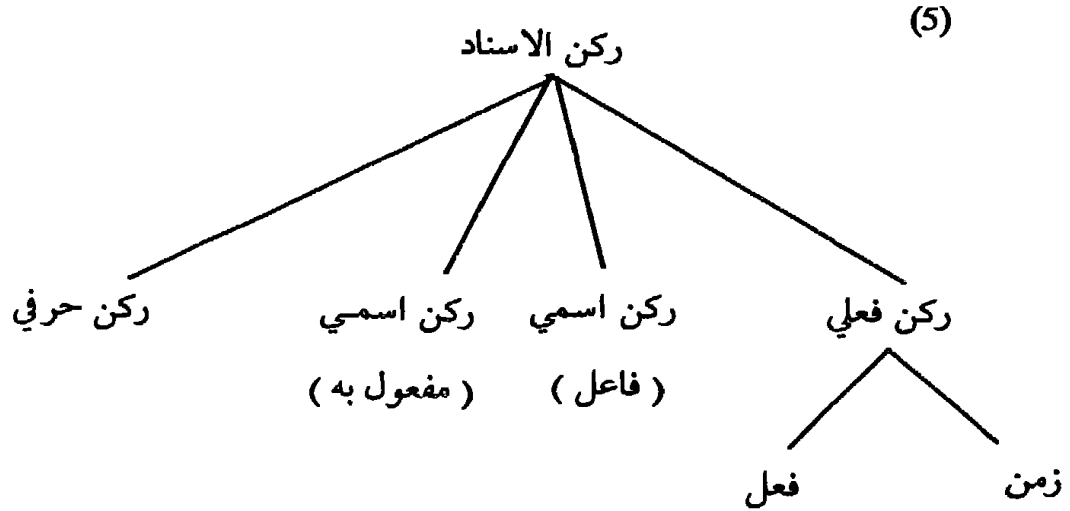 (5)
ركن الاسناد
ركن فعلي ركن اسمي ركن اسمي ركن حرفي
( فاعل ) ( مفعول به )
زمن فعل